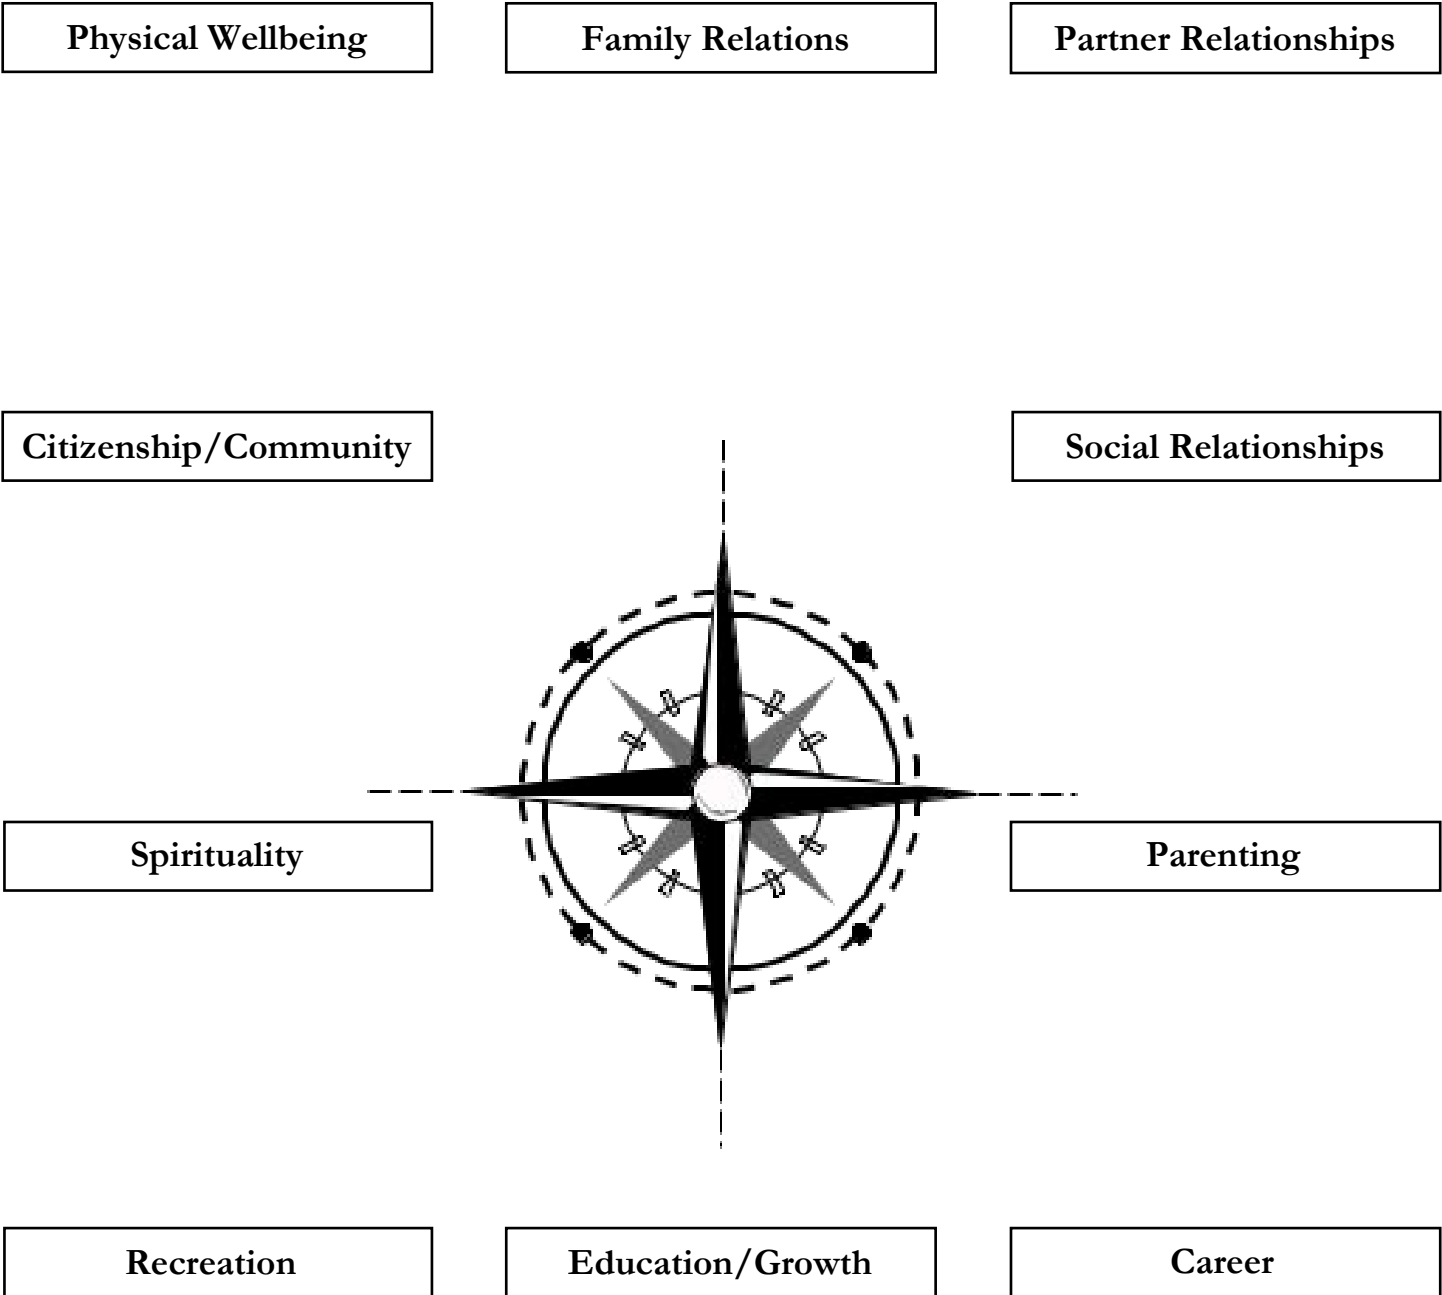 Physical Wellbeing
Family Relations
Partner Relationships
Citizenship/Community
Social Relationships
Spirituality
Parenting
Recreation
Education/Growth
Career